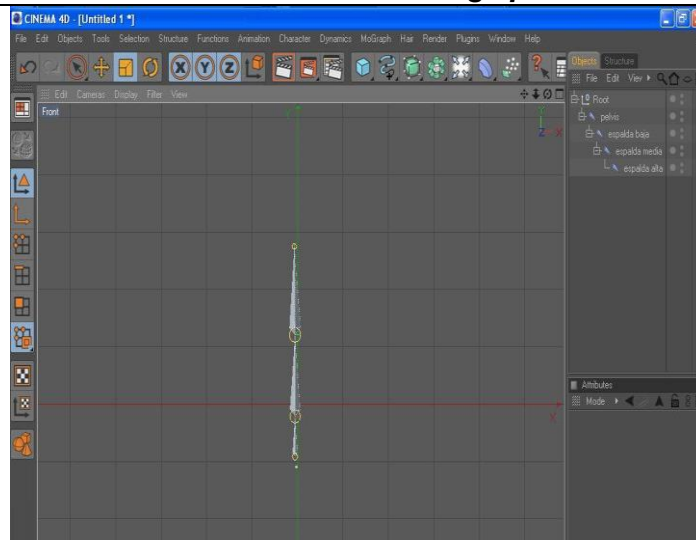 CINEMA 4D - [Untitled 1 *]
File Edit Objects Tools Selection Structure Functions Animation Character Dynamics MoGraph Hair Render Plugins Window Help
X Y Z
Objects Structure
File Edit View
Edit Cameras Display Filter View
Front
Y
Z X
Root
pelvis
espalda baja
espalda media
espalda alta
X
Attributes
Mode